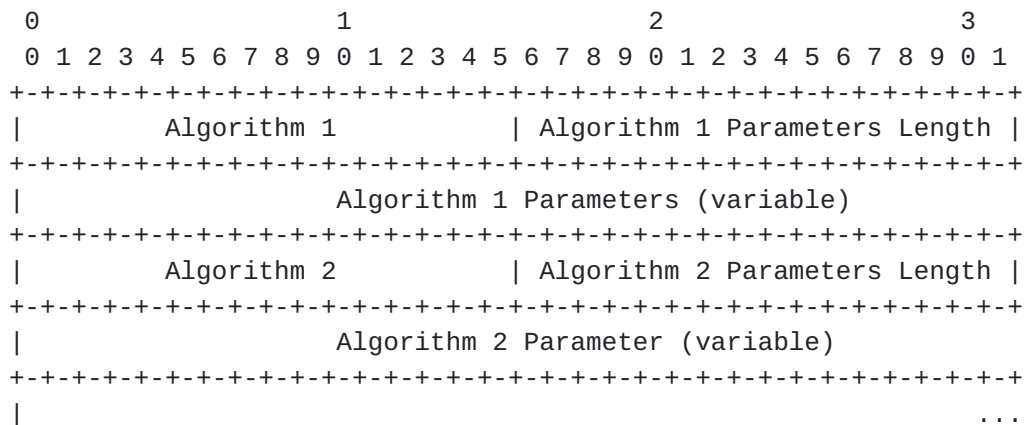 0                   1                   2                   3
 0 1 2 3 4 5 6 7 8 9 0 1 2 3 4 5 6 7 8 9 0 1 2 3 4 5 6 7 8 9 0 1
+-+-+-+-+-+-+-+-+-+-+-+-+-+-+-+-+-+-+-+-+-+-+-+-+-+-+-+-+-+-+-+-+
|         Algorithm 1           | Algorithm 1 Parameters Length |
+-+-+-+-+-+-+-+-+-+-+-+-+-+-+-+-+-+-+-+-+-+-+-+-+-+-+-+-+-+-+-+-+
|                    Algorithm 1 Parameters (variable)
+-+-+-+-+-+-+-+-+-+-+-+-+-+-+-+-+-+-+-+-+-+-+-+-+-+-+-+-+-+-+-+-+
|         Algorithm 2           | Algorithm 2 Parameters Length |
+-+-+-+-+-+-+-+-+-+-+-+-+-+-+-+-+-+-+-+-+-+-+-+-+-+-+-+-+-+-+-+-+
|                    Algorithm 2 Parameter (variable)
+-+-+-+-+-+-+-+-+-+-+-+-+-+-+-+-+-+-+-+-+-+-+-+-+-+-+-+-+-+-+-+-+
|                                                             ...